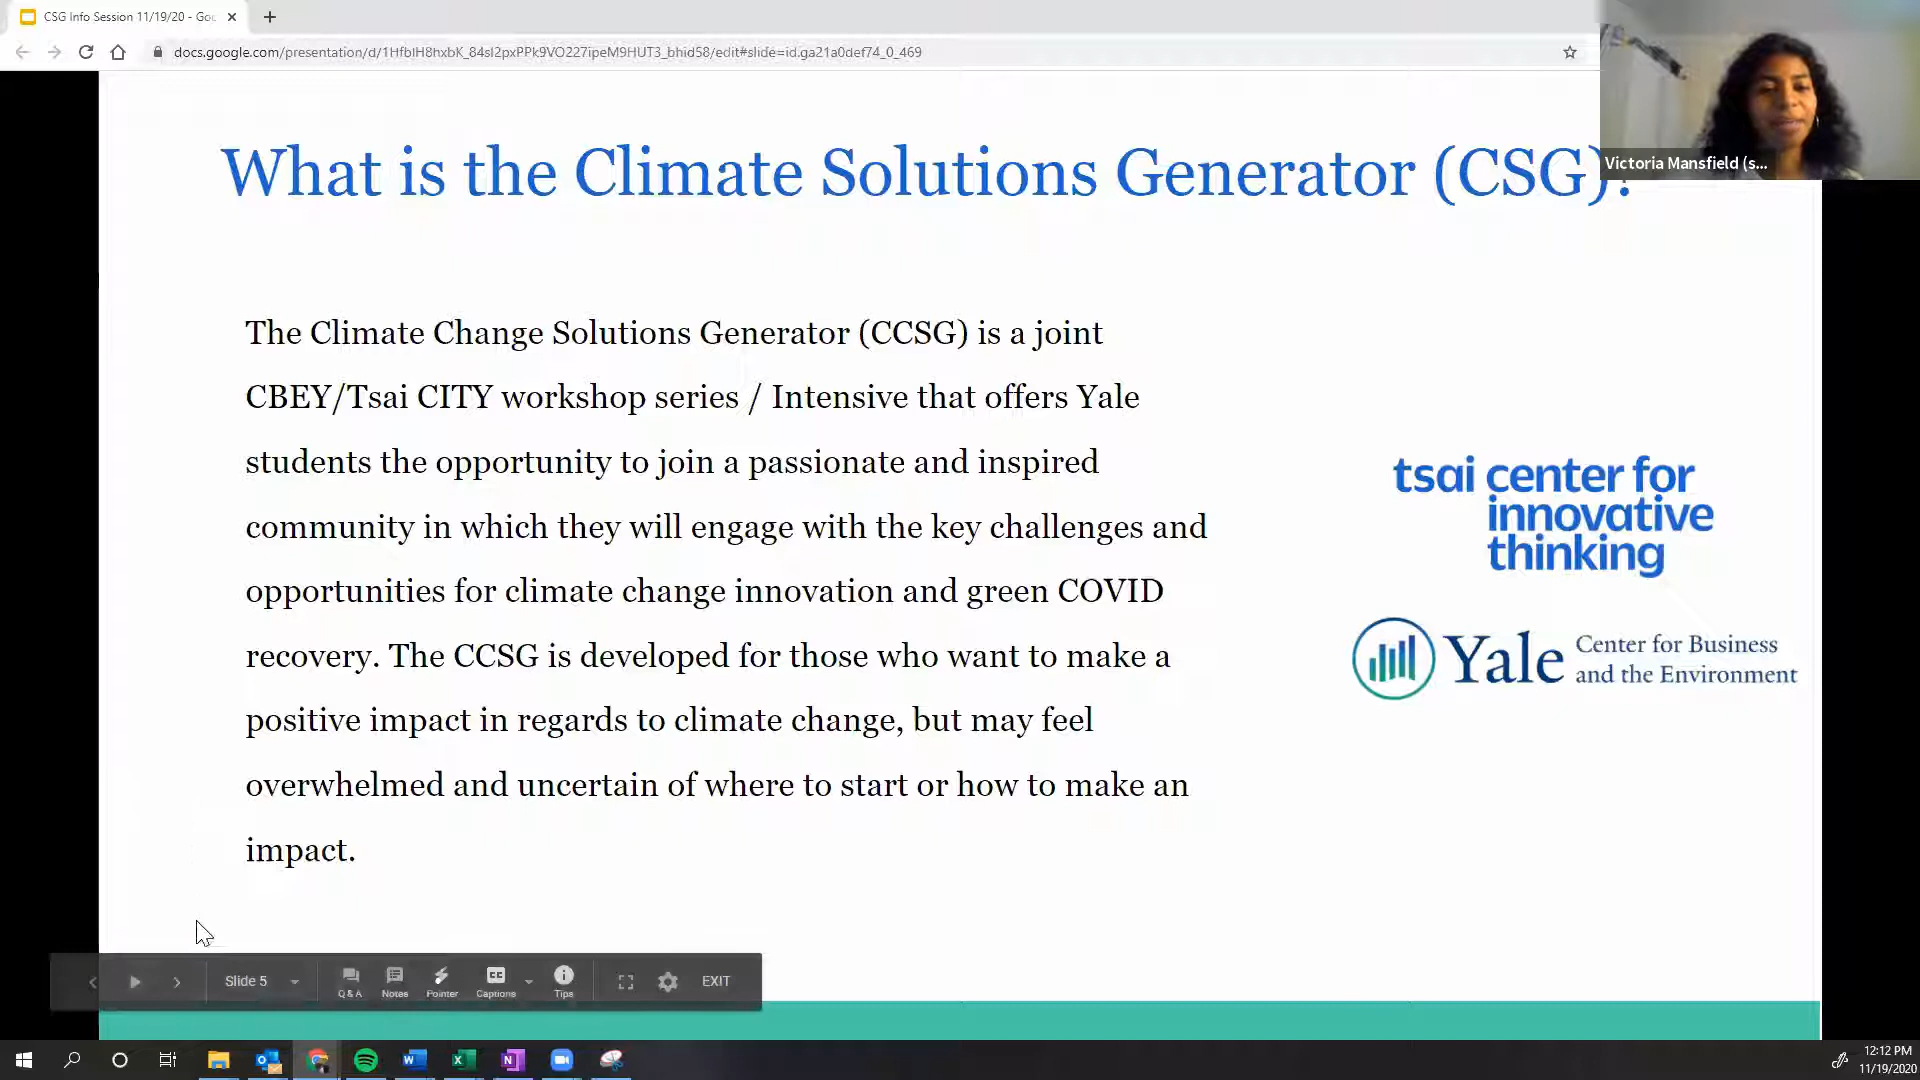 CSG Info Session 11/19/20 - Goo
docs.google.com/presentation/d/1HfbIH8hxbK_84sI2pxPPk9VO227ipeM9HUT3_bhid58/edit#slide=id.ga21a0def74_0_469
Victoria Mansfield (s...
What is the Climate Solutions Generator (CSG)?
The Climate Change Solutions Generator (CCSG) is a joint
CBEY/Tsai CITY workshop series / Intensive that offers Yale
students the opportunity to join a passionate and inspired
community in which they will engage with the key challenges and
opportunities for climate change innovation and green COVID
recovery. The CCSG is developed for those who want to make a
positive impact in regards to climate change, but may feel
overwhelmed and uncertain of where to start or how to make an
impact.
tsai center for
innovative
thinking
Yale Center for Business
and the Environment
Slide 5
Q & A
Notes
Pointer
CC
Captions
Tips
EXIT
12:12 PM
11/19/2020